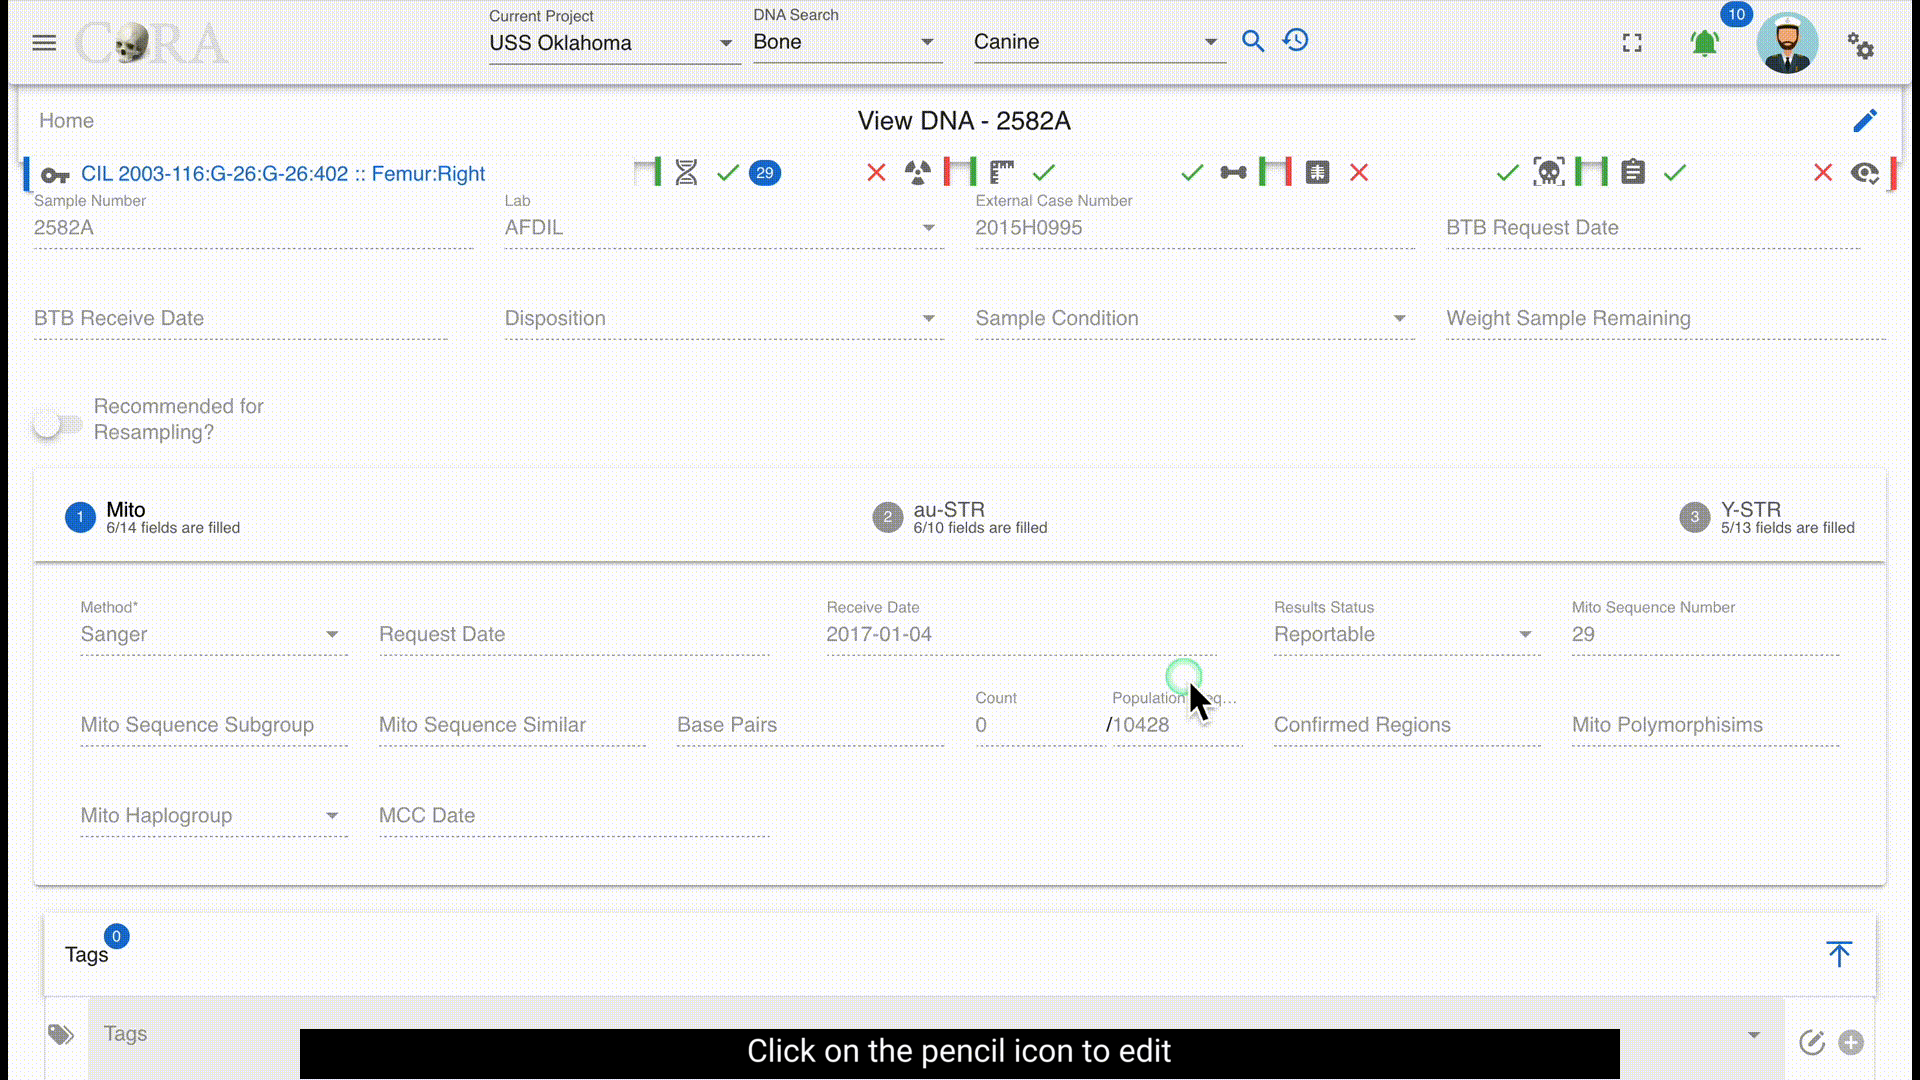 CORA
Current Project
USS Oklahoma
DNA Search
Bone
Canine
10
Home
View DNA - 2582A
CIL 2003-116:G-26:G-26:402 :: Femur:Right
29
Sample Number
2582A
Lab
AFDIL
External Case Number
2015H0995
BTB Request Date
BTB Receive Date
Disposition
Sample Condition
Weight Sample Remaining
Recommended for
Resampling?
1
Mito
6/14 fields are filled
2
au-STR
6/10 fields are filled
3
Y-STR
5/13 fields are filled
Method*
Sanger
Request Date
Receive Date
2017-01-04
Results Status
Reportable
Mito Sequence Number
29
Mito Sequence Subgroup
Mito Sequence Similar
Base Pairs
Count
0
Population
/10428
Confirmed Regions
Mito Polymorphisims
Mito Haplogroup
MCC Date
Tags
0
Tags
Click on the pencil icon to edit